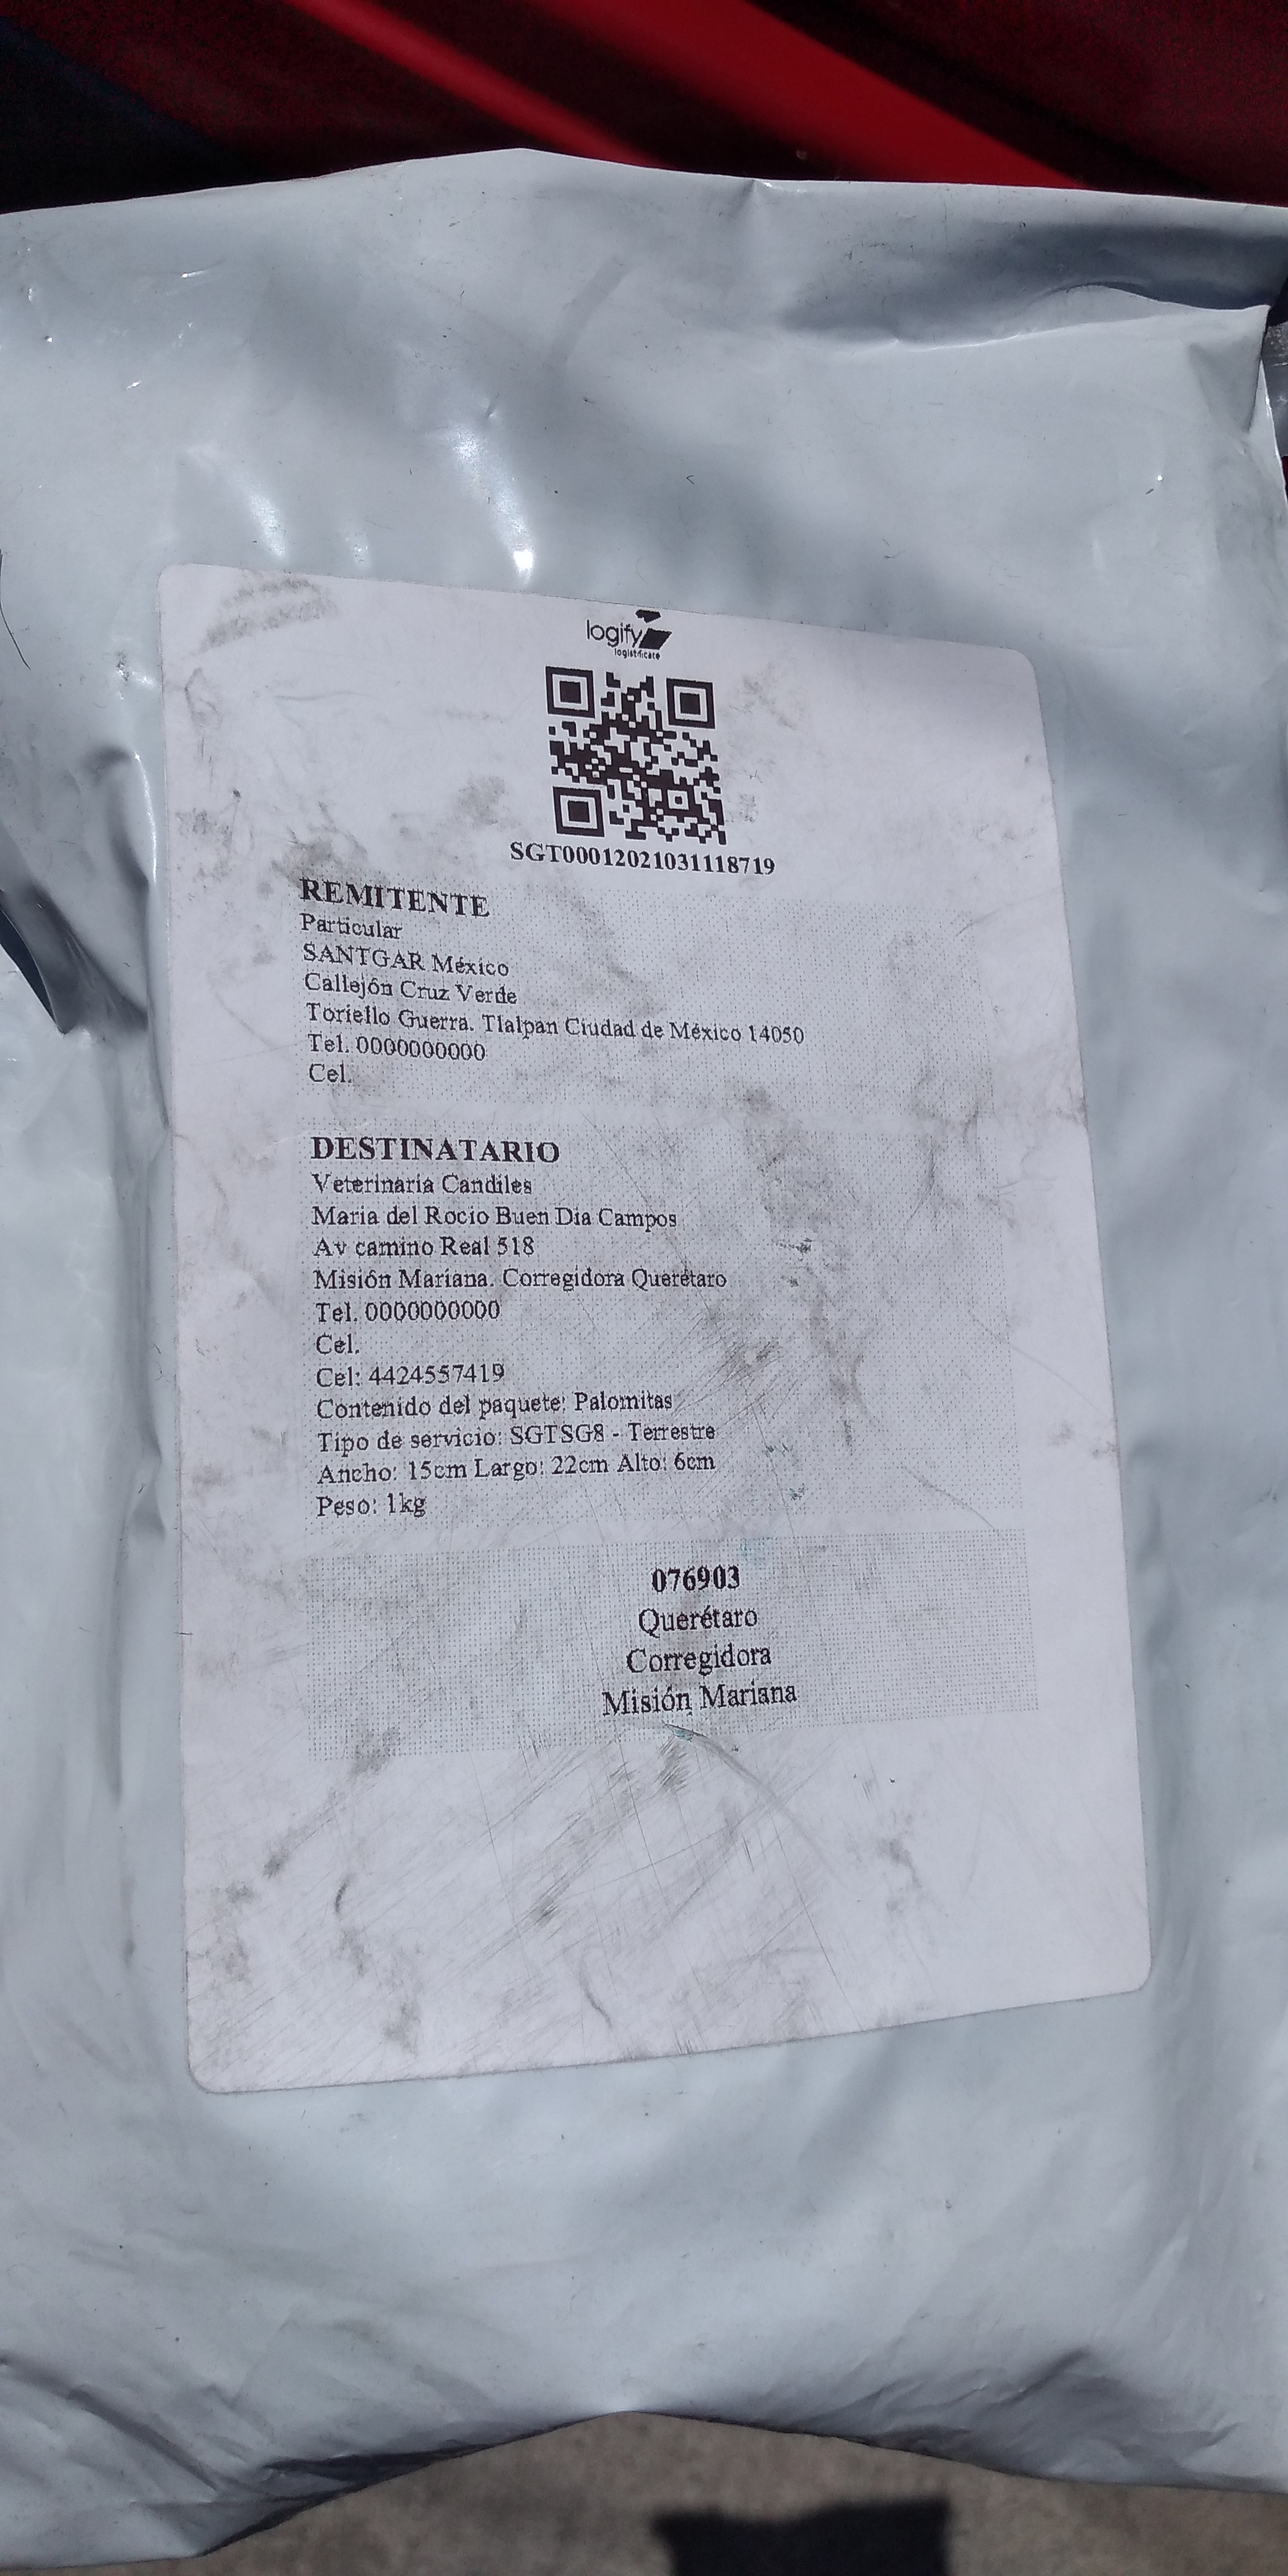 logify
logistificate
SGT00012021031118719
REMITENTE
Particular
SANTGAR México
Callejón Cruz Verde
Toriello Guerra. Tlalpan Ciudad de México 14050
Tel. 0000000000
Cel.
DESTINATARIO
Veterinaria Candiles
Maria del Rocio Buen Dia Campos
Av camino Real 518
Misión Mariana. Corregidora Querétaro
Tel. 0000000000
Cel.
Cel: 4424557419
Contenido del paquete: Palomitas
Tipo de servicio: SGTSG8 - Terrestre
Ancho: 15cm Largo: 22cm Alto: 6cm
Peso: 1kg
076903
Querétaro
Corregidora
Misión Mariana